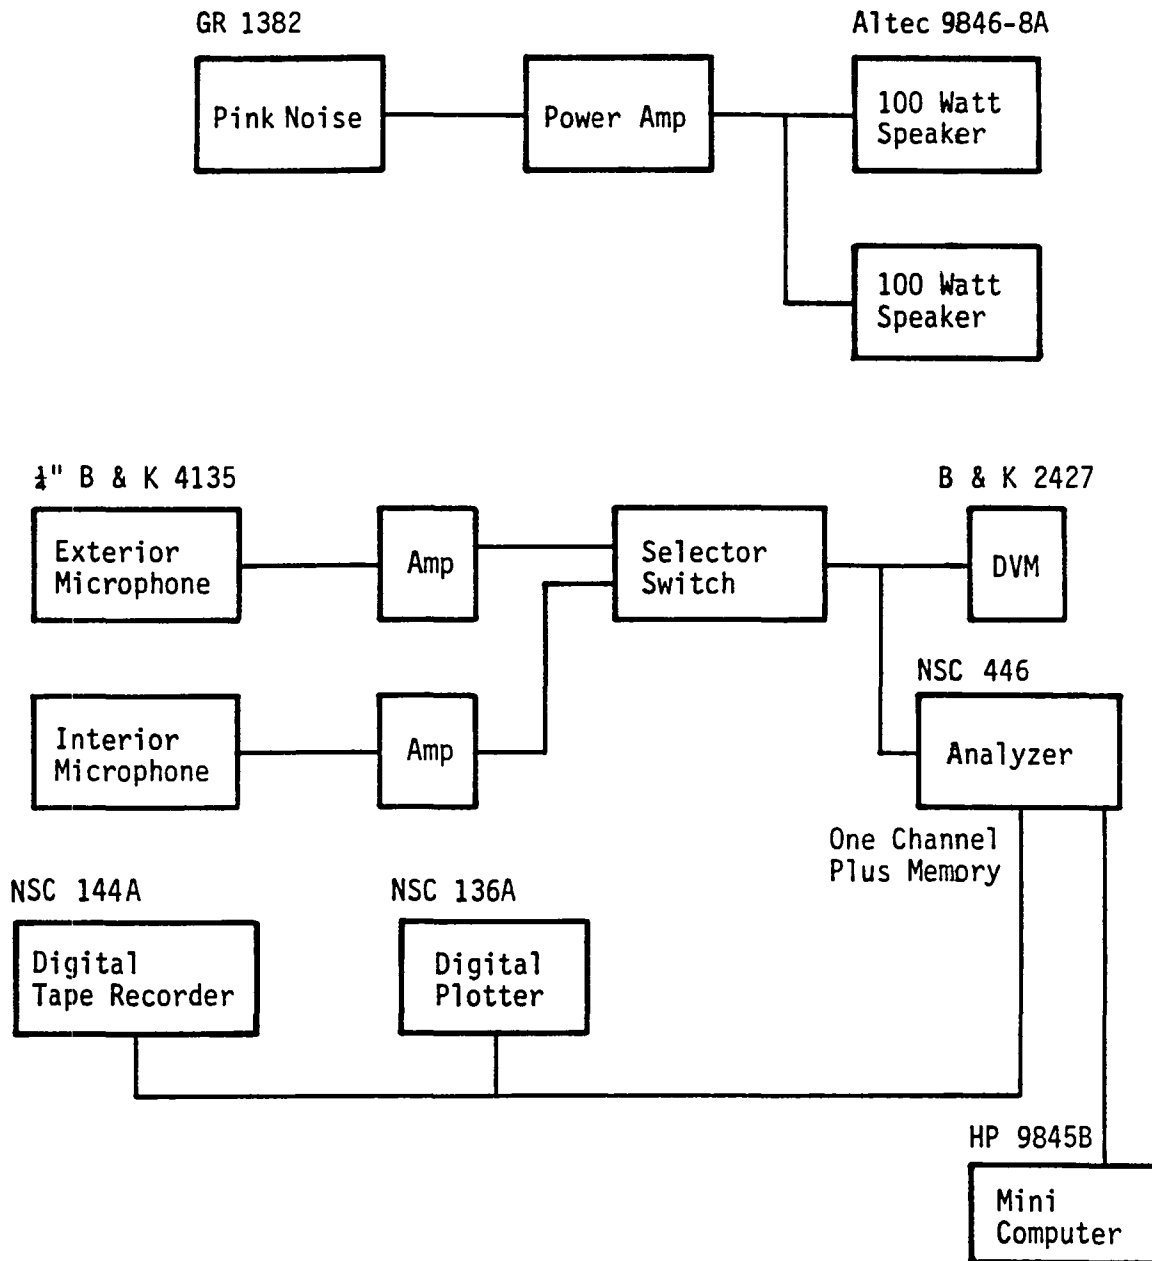 GR 1382
Altec 9846-8A
Pink Noise
Power Amp
100 Watt
Speaker
100 Watt
Speaker
¼" B & K 4135
B & K 2427
Exterior
Microphone
Amp
Selector
Switch
DVM
NSC 446
Interior
Microphone
Amp
Analyzer
One Channel
Plus Memory
NSC 144A
NSC 136A
Digital
Tape Recorder
Digital
Plotter
HP 9845B
Mini
Computer